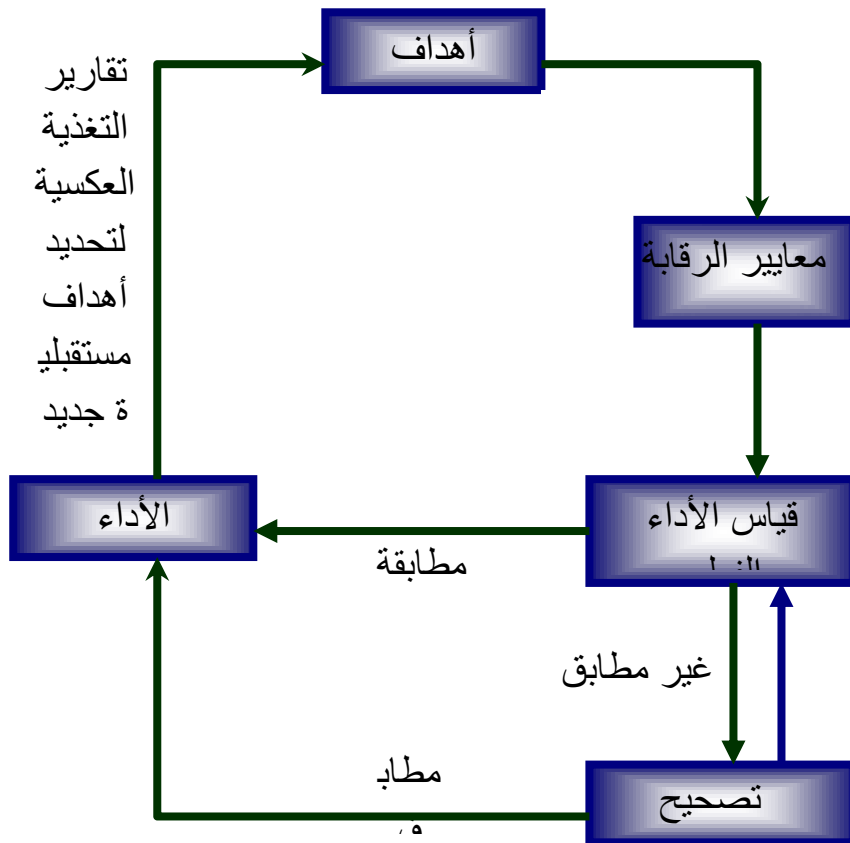 أهداف
تقارير
التغذية
العكسية
لتحديد
أهداف
مستقبلي
ة جديد
معايير الرقابة
قياس الأداء
الأداء
مطابقة
غير مطابق
مطاب
ق
تصحيح